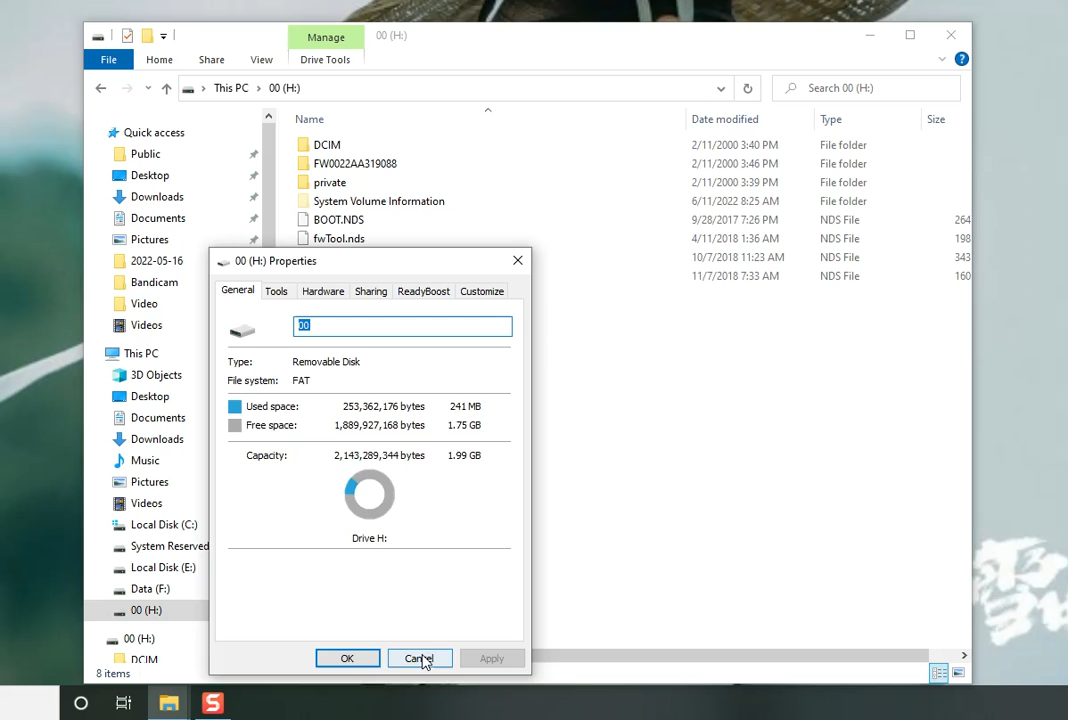 Manage
00 (H:)
File
Home
Share
View
Drive Tools
This PC > 00 (H:)
Search 00 (H:)
Name
Date modified
Type
Size
DCIM
2/11/2000 3:40 PM
File folder
FW0022AA319088
2/11/2000 3:46 PM
File folder
private
2/11/2000 3:39 PM
File folder
System Volume Information
6/11/2022 8:25 AM
File folder
BOOT.NDS
9/28/2017 7:26 PM
NDS File
264
fwTool.nds
4/11/2018 1:36 AM
NDS File
198
10/7/2018 11:23 AM
NDS File
343
11/7/2018 7:33 AM
NDS File
160
Quick access
Public
Desktop
Downloads
Documents
Pictures
2022-05-16
Bandicam
Video
Videos
This PC
3D Objects
Desktop
Documents
Downloads
Music
Pictures
Videos
Local Disk (C:)
System Reserved
Local Disk (E:)
Data (F:)
00 (H:)
00 (H:)
DCIM
8 items
00 (H:) Properties
General
Tools
Hardware
Sharing
ReadyBoost
Customize
00
Type:
Removable Disk
File system:
FAT
Used space:
253,362,176 bytes
241 MB
Free space:
1,889,927,168 bytes
1.75 GB
Capacity:
2,143,289,344 bytes
1.99 GB
Drive H:
OK
Cancel
Apply